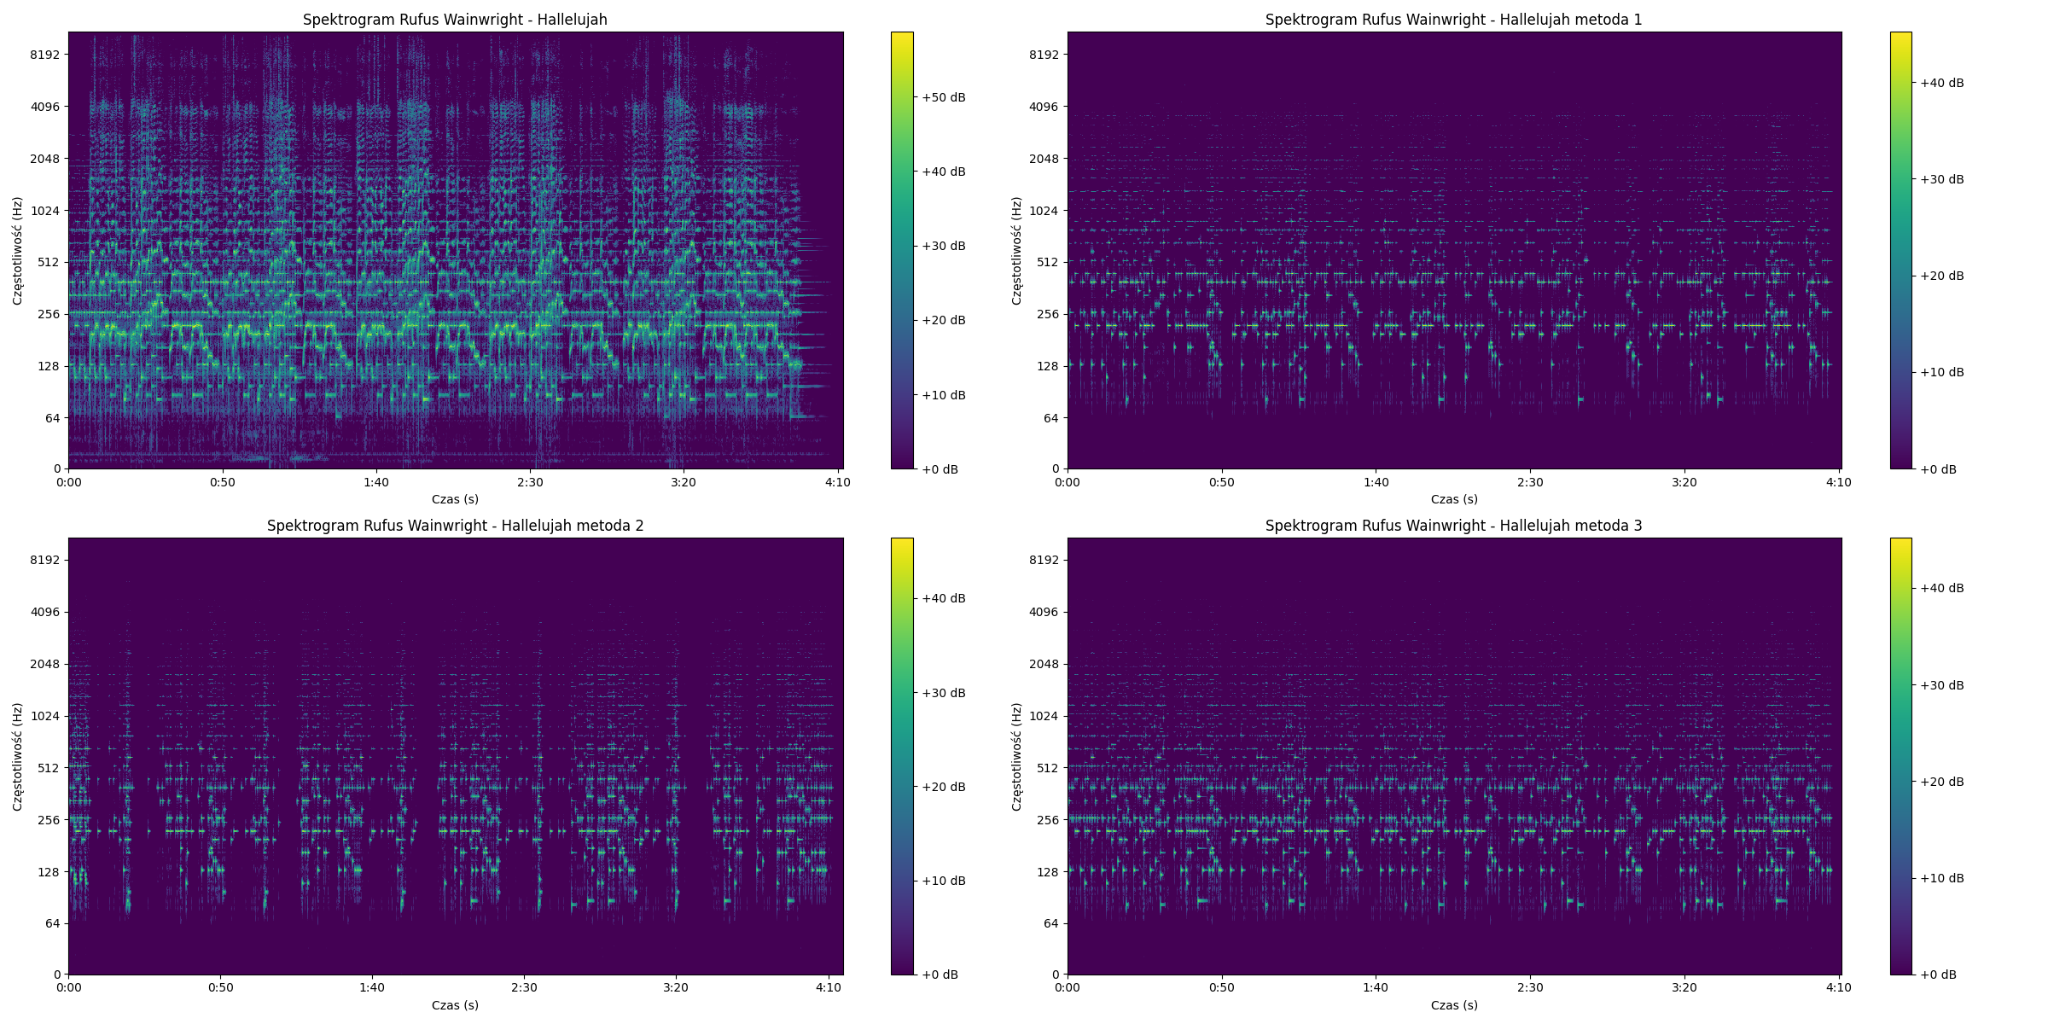 Spektrogram Rufus Wainwright - Hallelujah
8192
4096
2048
1024
512
256
128
64
0
Częstotliwość (Hz)
0:00
0:50
1:40
2:30
3:20
4:10
Czas (s)
+50 dB
+40 dB
+30 dB
+20 dB
+10 dB
+0 dB
Spektrogram Rufus Wainwright - Hallelujah metoda 1
8192
4096
2048
1024
512
256
128
64
0
Częstotliwość (Hz)
0:00
0:50
1:40
2:30
3:20
4:10
Czas (s)
+40 dB
+30 dB
+20 dB
+10 dB
+0 dB
Spektrogram Rufus Wainwright - Hallelujah metoda 2
8192
4096
2048
1024
512
256
128
64
0
Częstotliwość (Hz)
0:00
0:50
1:40
2:30
3:20
4:10
Czas (s)
+40 dB
+30 dB
+20 dB
+10 dB
+0 dB
Spektrogram Rufus Wainwright - Hallelujah metoda 3
8192
4096
2048
1024
512
256
128
64
0
Częstotliwość (Hz)
0:00
0:50
1:40
2:30
3:20
4:10
Czas (s)
+40 dB
+30 dB
+20 dB
+10 dB
+0 dB